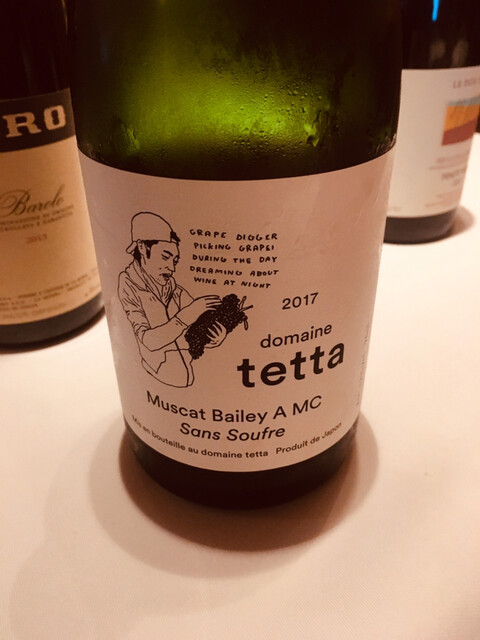 RO
Barolo
2013
GRAPE DIGGER
PICKING GRAPES
DURING THE DAY
DREAMING ABOUT
WINE AT NIGHT
2017
domaine
tetta
Muscat Bailey A MC
Sans Soufre
Mis en bouteille au domaine tetta Produit de Japon